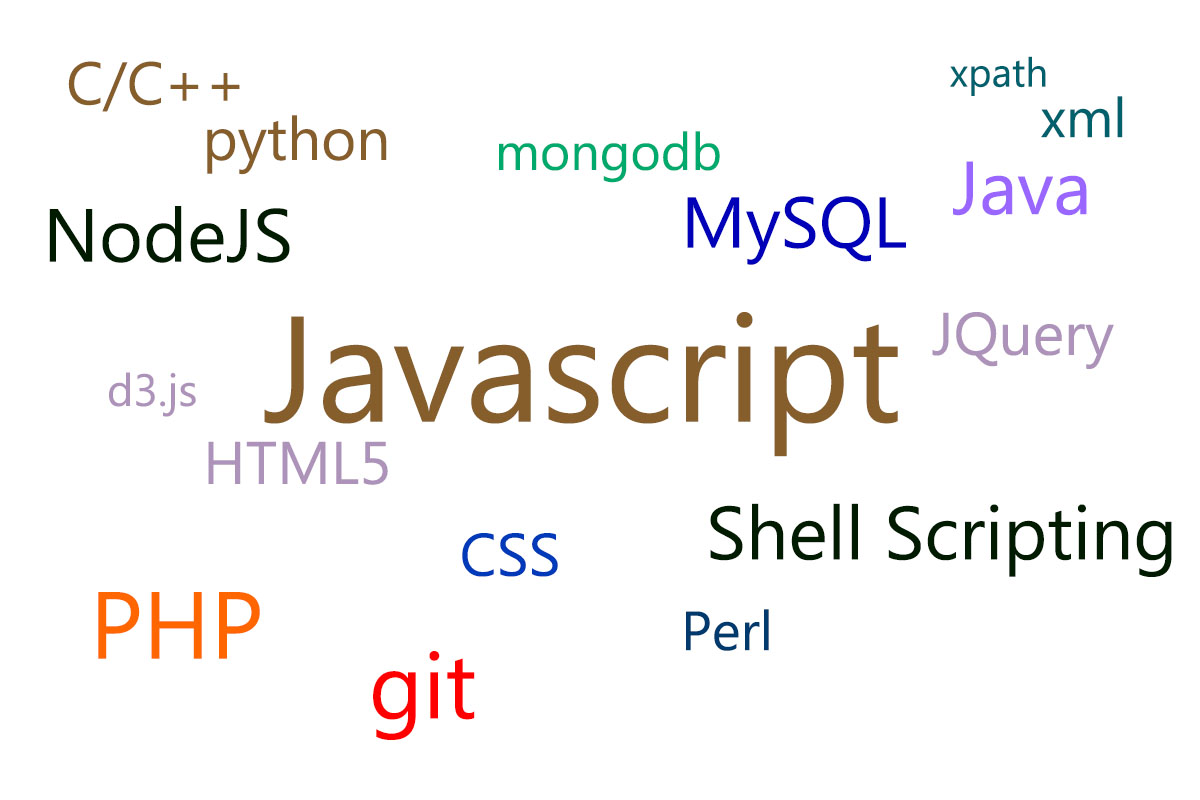 C/C++
xpath
xml
python
mongodb
Java
NodeJS
MySQL
Javascript
JQuery
d3.js
HTML5
Shell Scripting
CSS
PHP
Perl
git